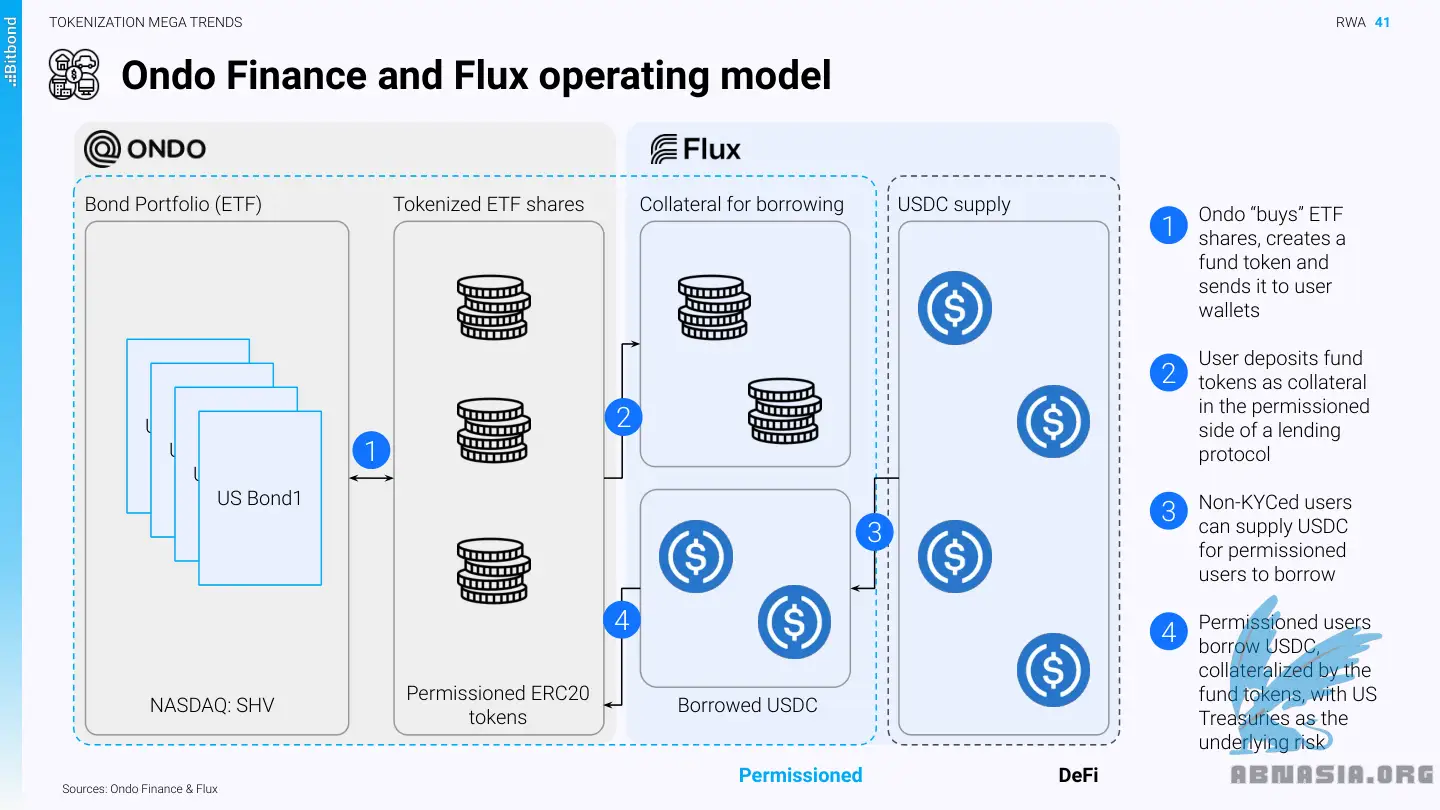 Bitbond
TOKENIZATION MEGA TRENDS
RWA 41
Ondo Finance and Flux operating model
ONDO
Flux
Bond Portfolio (ETF)
Tokenized ETF shares
Collateral for borrowing
USDC supply
US Bond1
NASDAQ: SHV
Permissioned ERC20
tokens
Borrowed USDC
1
2
3
4
Permissioned
DeFi
1
Ondo “buys” ETF
shares, creates a
fund token and
sends it to user
wallets
2
User deposits fund
tokens as collateral
in the permissioned
side of a lending
protocol
3
Non-KYCed users
can supply USDC
for permissioned
users to borrow
4
Permissioned users
borrow USDC,
collateralized by the
fund tokens, with US
Treasuries as the
underlying risk
Sources: Ondo Finance & Flux
ABMASIA.ORG